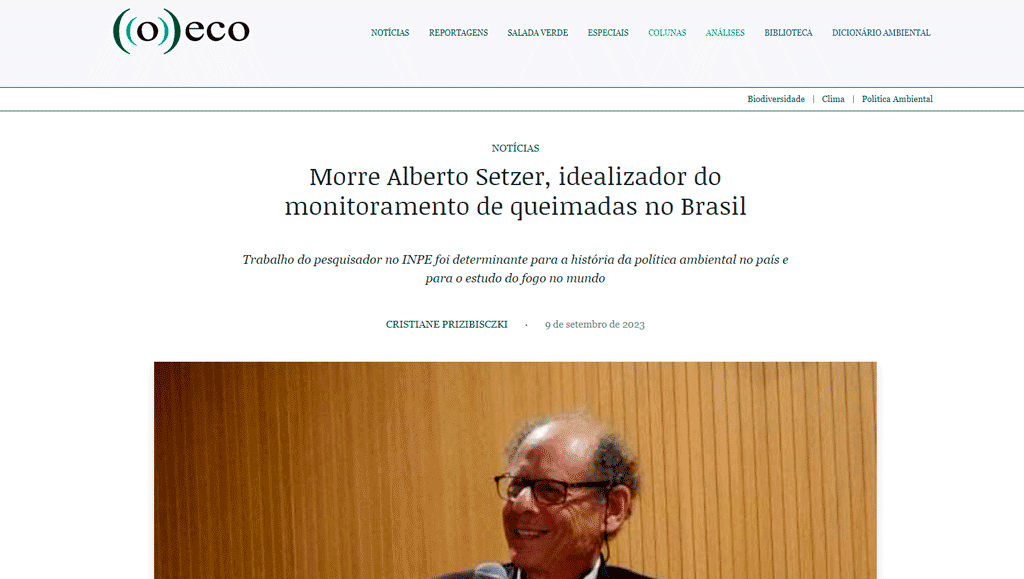 ((o))eco
NOTÍCIAS REPORTAGENS SALADA VERDE ESPECIAIS COLUNAS ANÁLISES BIBLIOTECA DICIONÁRIO AMBIENTAL
Biodiversidade | Clima | Política Ambiental
NOTÍCIAS
Morre Alberto Setzer, idealizador do
monitoramento de queimadas no Brasil
Trabalho do pesquisador no INPE foi determinante para a história da política ambiental no país e
para o estudo do fogo no mundo
CRISTIANE PRIZIBISCZKI · 9 de setembro de 2023